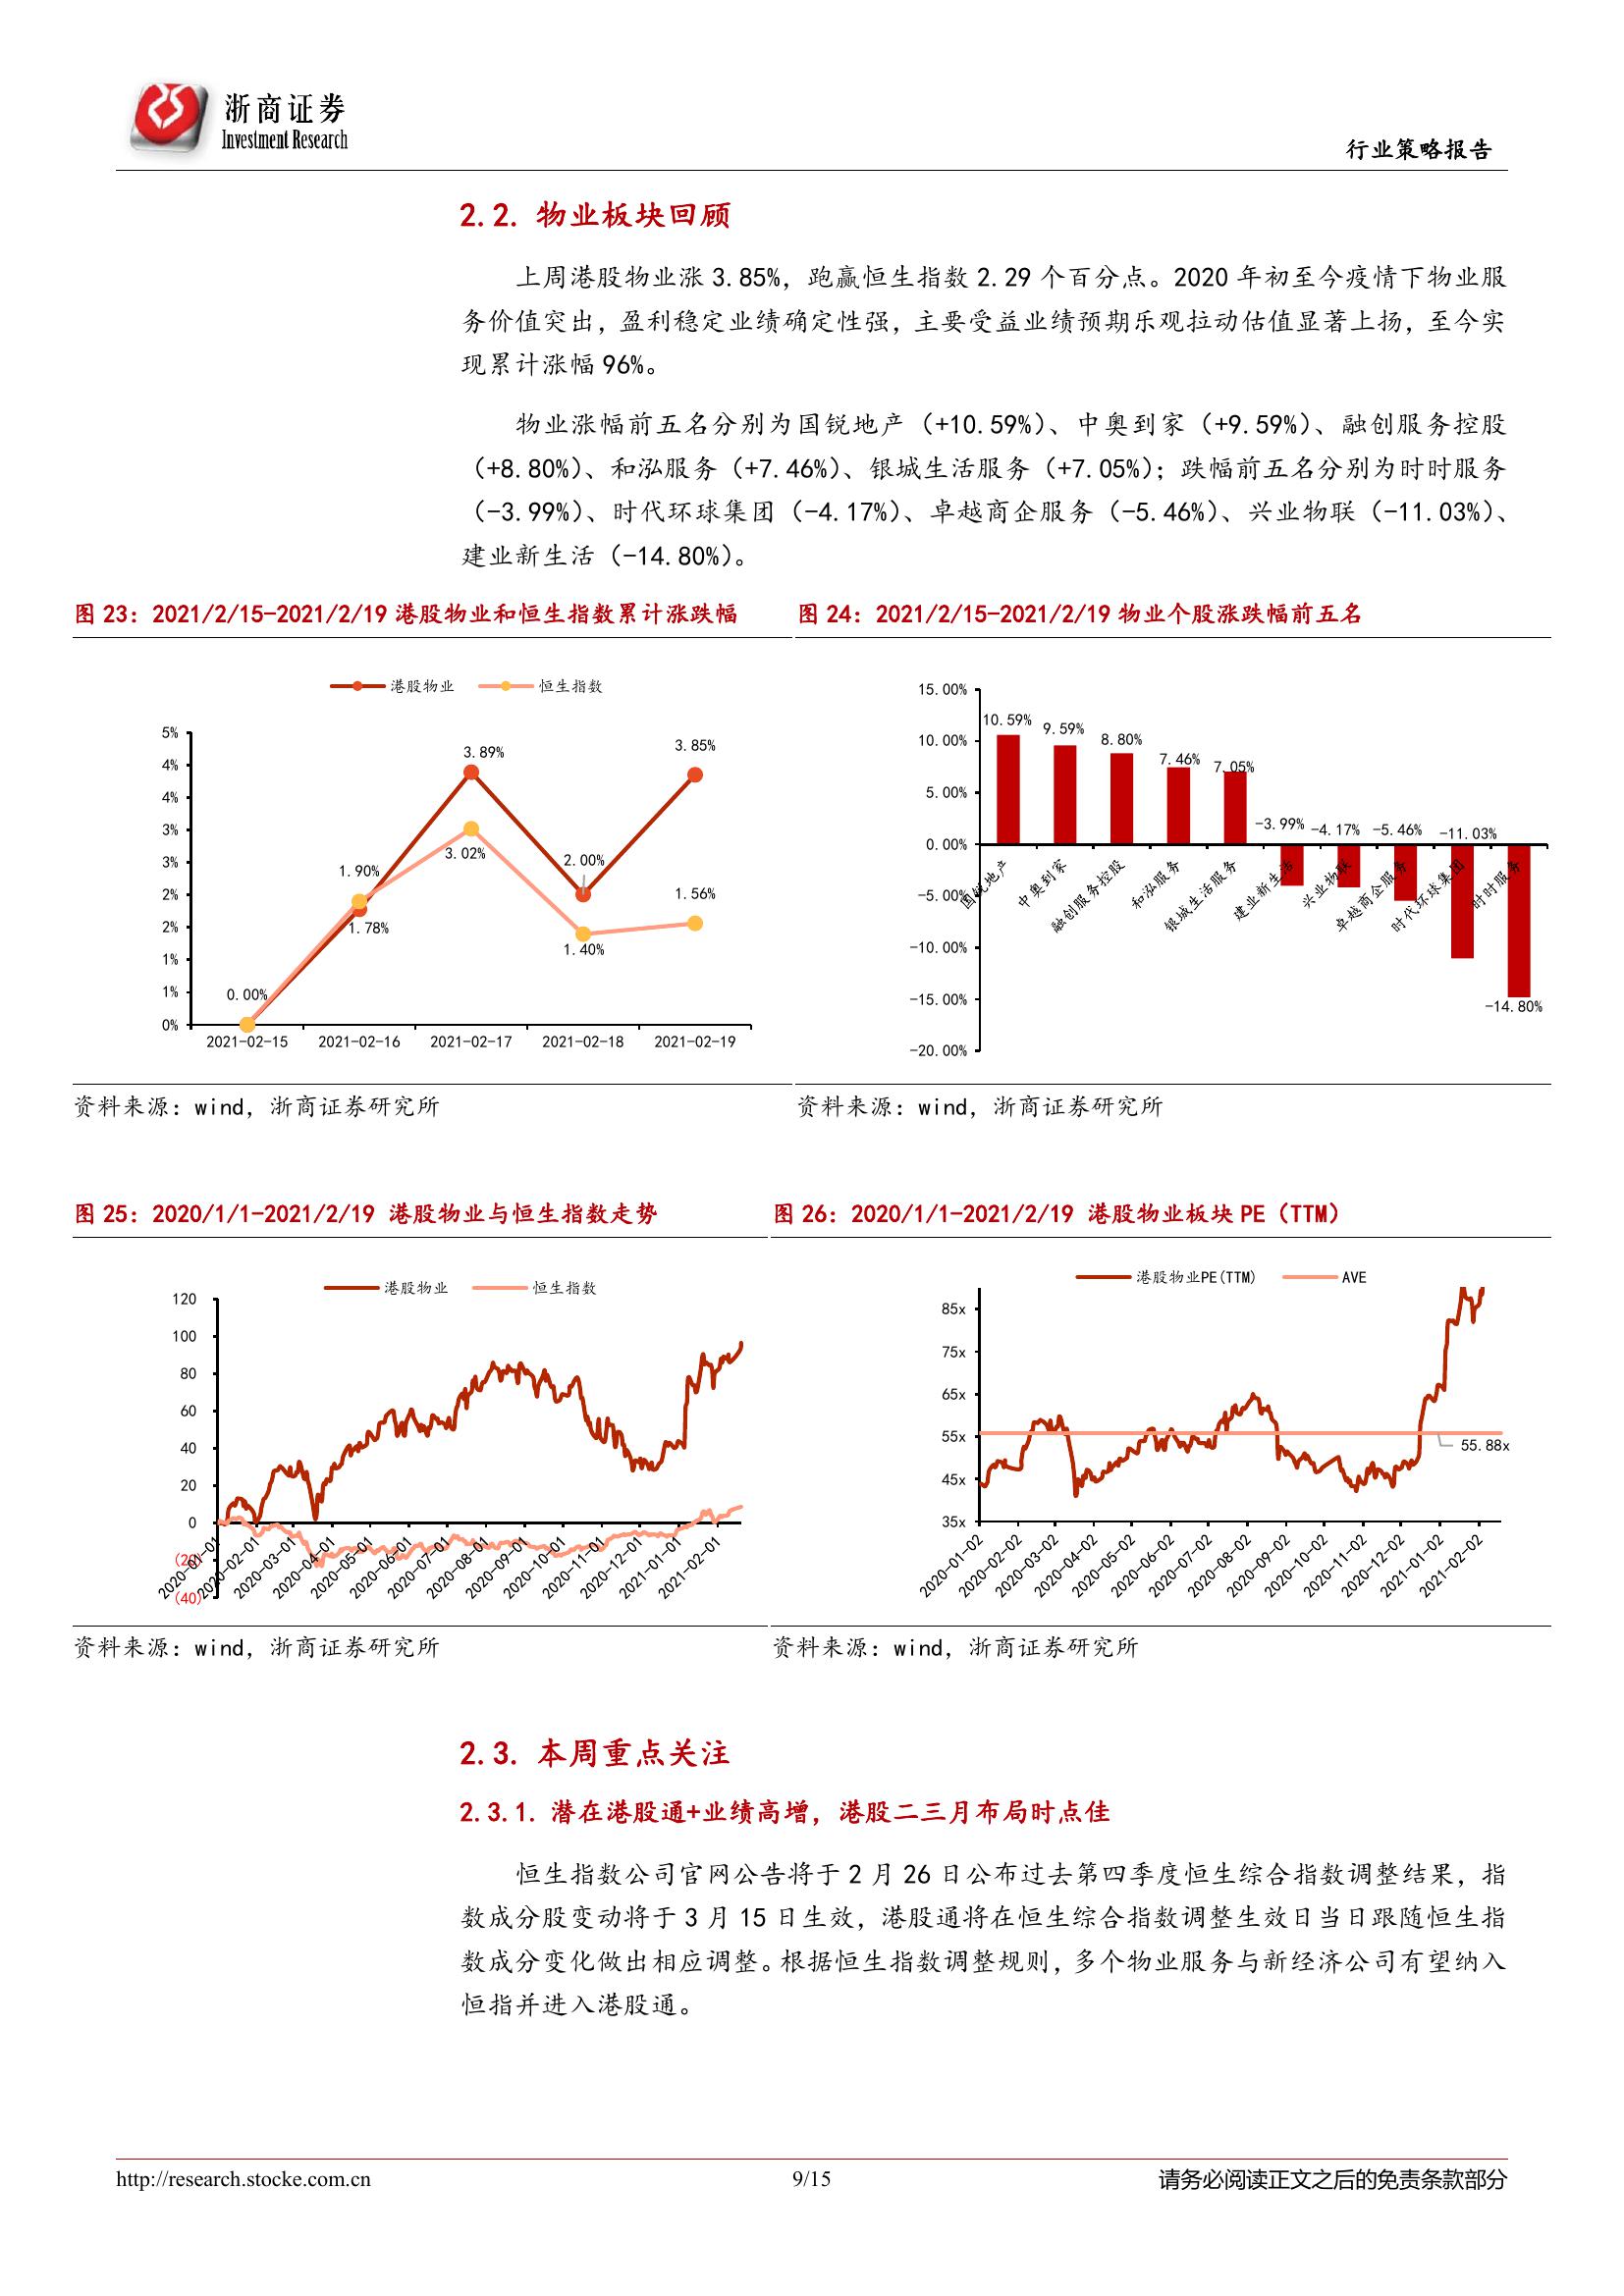 浙商证券
Investment Research
行业策略报告
2.2. 物业板块回顾
上周港股物业涨 3.85%，跑赢恒生指数 2.29 个百分点。2020 年初至今疫情下物业服
务价值突出，盈利稳定业绩确定性强，主要受益业绩预期乐观拉动估值显著上扬，至今实
现累计涨幅 96%。
物业涨幅前五名分别为国锐地产（+10.59%）、中奥到家（+9.59%）、融创服务控股
（+8.80%）、和泓服务（+7.46%）、银城生活服务（+7.05%）；跌幅前五名分别为时时服务
（-3.99%）、时代环球集团（-4.17%）、卓越商企服务（-5.46%）、兴业物联（-11.03%）、
建业新生活（-14.80%）。
图 23：2021/2/15-2021/2/19 港股物业和恒生指数累计涨跌幅
港股物业 恒生指数
5%
4%
4%
3%
3%
2%
2%
1%
1%
0%
0.00%
1.90%
1.78%
3.89%
3.02%
2.00%
1.40%
3.85%
1.56%
2021-02-15 2021-02-16 2021-02-17 2021-02-18 2021-02-19
资料来源：wind，浙商证券研究所
图 24：2021/2/15-2021/2/19 物业个股涨跌幅前五名
15.00%
10.00%
5.00%
0.00%
-5.00%
-10.00%
-15.00%
-20.00%
10.59% 9.59% 8.80% 7.46% 7.05% -3.99% -4.17% -5.46% -11.03% -14.80%
国锐地产 中奥到家 融创服务控股 和泓服务 银城生活服务 建业新生活 兴业物联 卓越商企服务 时代环球集团 时时服务
资料来源：wind，浙商证券研究所
图 25：2020/1/1-2021/2/19 港股物业与恒生指数走势
港股物业 恒生指数
120
100
80
60
40
20
0
(20)
(40)
2020-01-01 2020-02-01 2020-03-01 2020-04-01 2020-05-01 2020-06-01 2020-07-01 2020-08-01 2020-09-01 2020-10-01 2020-11-01 2020-12-01 2021-01-01 2021-02-01
资料来源：wind，浙商证券研究所
图 26：2020/1/1-2021/2/19 港股物业板块 PE（TTM）
港股物业PE(TTM) AVE
85x
75x
65x
55x
45x
35x
55.88x
2020-01-02 2020-02-02 2020-03-02 2020-04-02 2020-05-02 2020-06-02 2020-07-02 2020-08-02 2020-09-02 2020-10-02 2020-11-02 2020-12-02 2021-01-02 2021-02-02
资料来源：wind，浙商证券研究所
2.3. 本周重点关注
2.3.1. 潜在港股通+业绩高增，港股二三月布局时点佳
恒生指数公司官网公告将于 2 月 26 日公布过去第四季度恒生综合指数调整结果，指
数成分股变动将于 3 月 15 日生效，港股通将在恒生综合指数调整生效日当日跟随恒生指
数成分变化做出相应调整。根据恒生指数调整规则，多个物业服务与新经济公司有望纳入
恒指并进入港股通。
http://research.stocke.com.cn
9/15
请务必阅读正文之后的免责条款部分